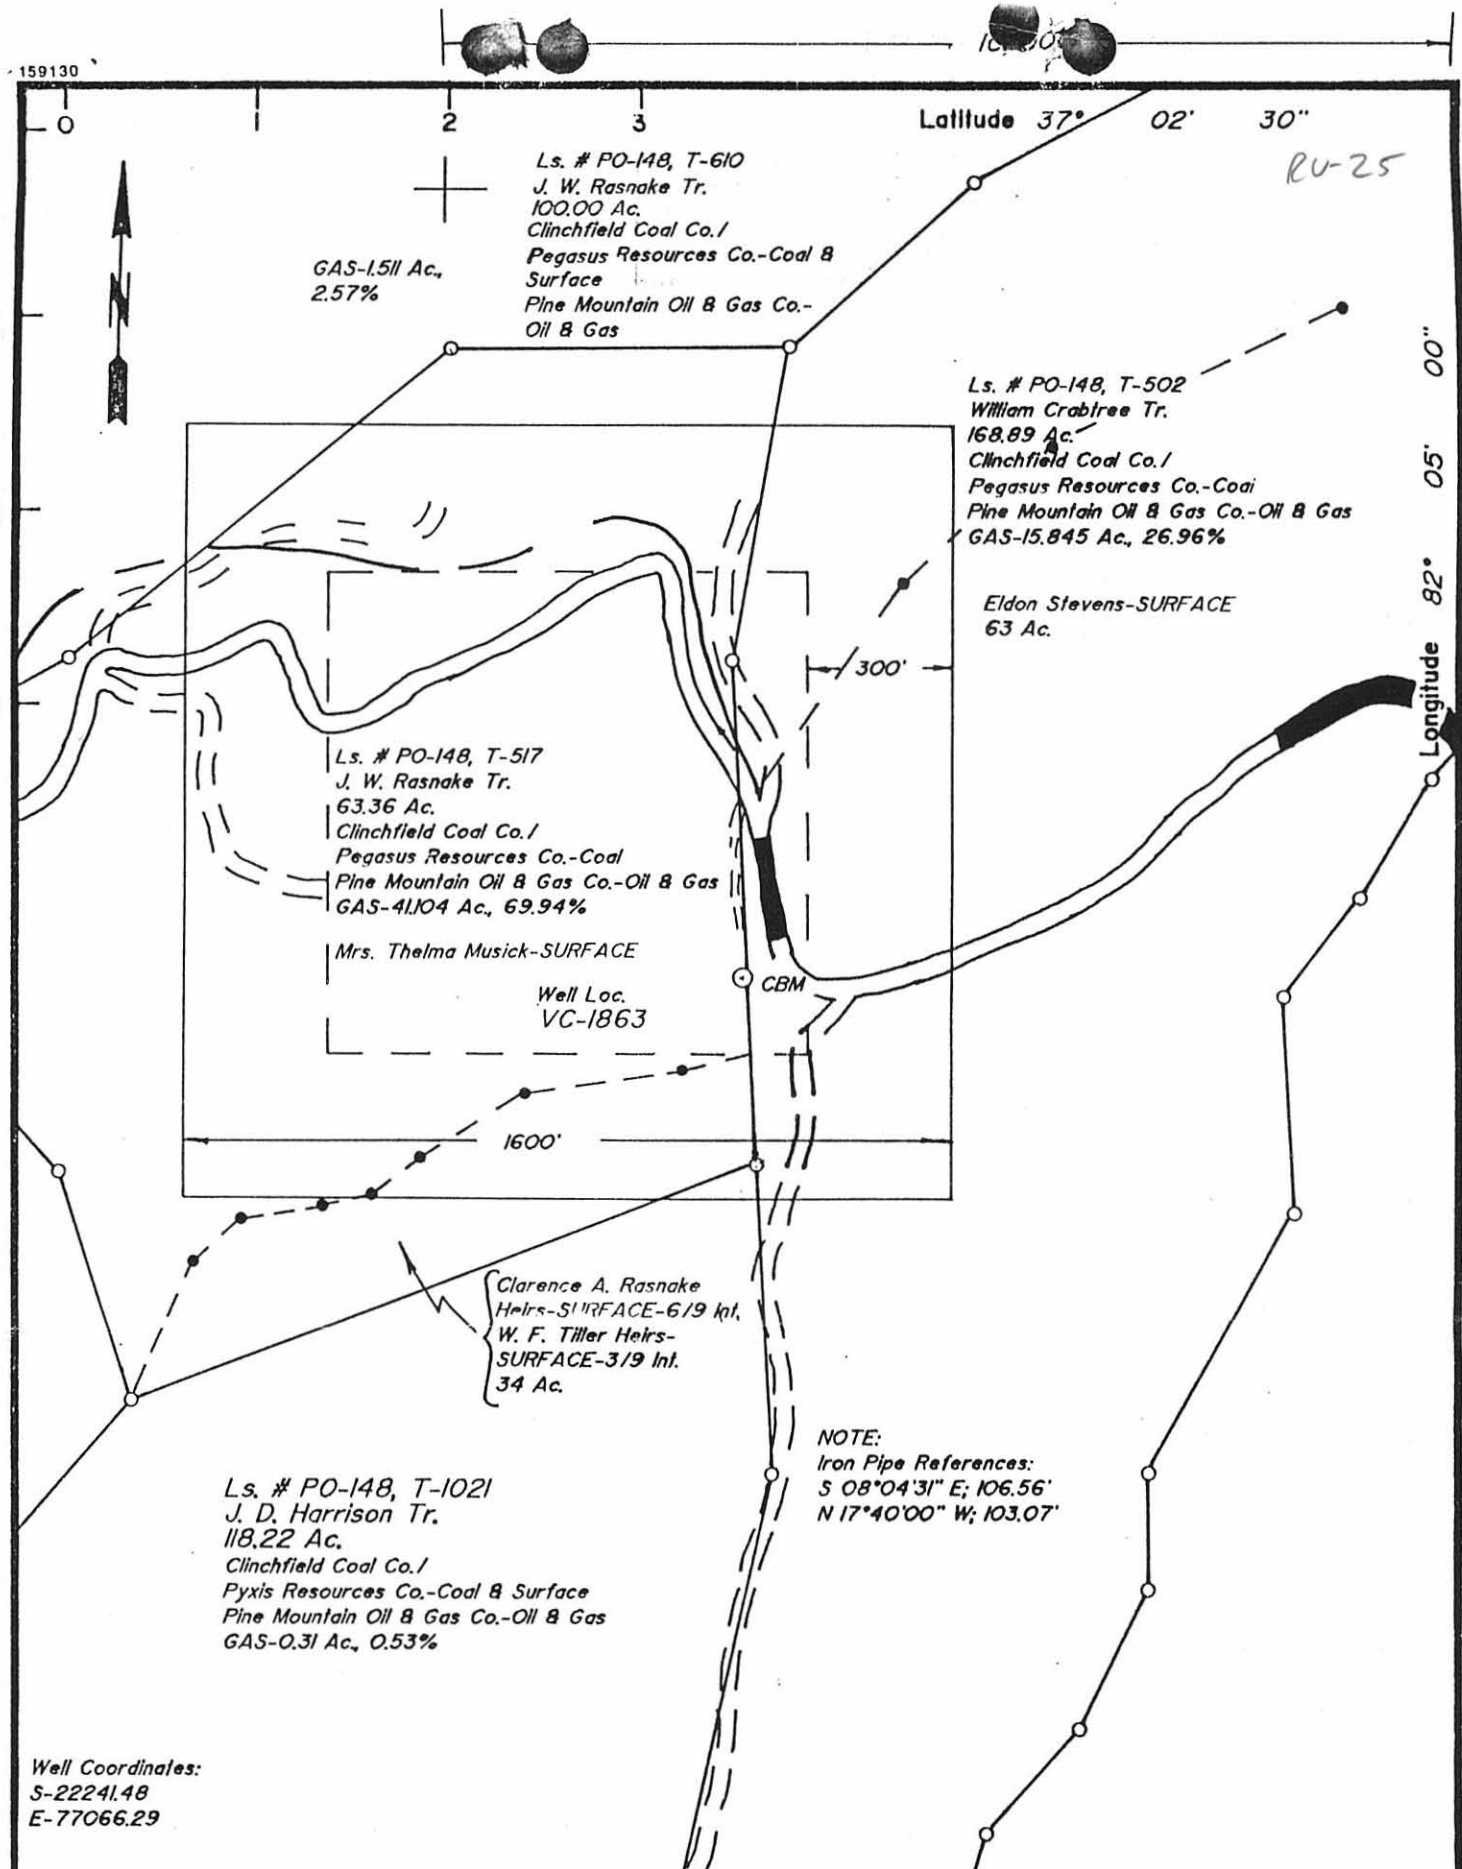 159130
0 1 2 3
Latitude 37° 02' 30"
RU-25
Ls. # PO-148, T-610
J. W. Rasnake Tr.
100.00 Ac.
Clinchfield Coal Co./
Pegasus Resources Co.-Coal &
Surface
Pine Mountain Oil & Gas Co.-
Oil & Gas
GAS-1.511 Ac.,
2.57%
N
Ls. # PO-148, T-502
William Crabtree Tr.
168.89 Ac.
Clinchfield Coal Co./
Pegasus Resources Co.-Coal
Pine Mountain Oil & Gas Co.-Oil & Gas
GAS-15.845 Ac., 26.96%
Eldon Stevens-SURFACE
63 Ac.
Longitude 82° 05' 00"
300'
Ls. # PO-148, T-517
J. W. Rasnake Tr.
63.36 Ac.
Clinchfield Coal Co./
Pegasus Resources Co.-Coal
Pine Mountain Oil & Gas Co.-Oil & Gas
GAS-41.104 Ac., 69.94%
Mrs. Thelma Musick-SURFACE
Well Loc.
VC-1863
CBM
1600'
Clarence A. Rasnake
Heirs-SURFACE-6/9 Int.
W. F. Tiller Heirs-
SURFACE-3/9 Int.
34 Ac.
NOTE:
Iron Pipe References:
S 08°04'31" E; 106.56'
N 17°40'00" W; 103.07'
Ls. # PO-148, T-1021
J. D. Harrison Tr.
118.22 Ac.
Clinchfield Coal Co./
Pyxis Resources Co.-Coal & Surface
Pine Mountain Oil & Gas Co.-Oil & Gas
GAS-0.31 Ac., 0.53%
Well Coordinates:
S-22241.48
E-77066.29